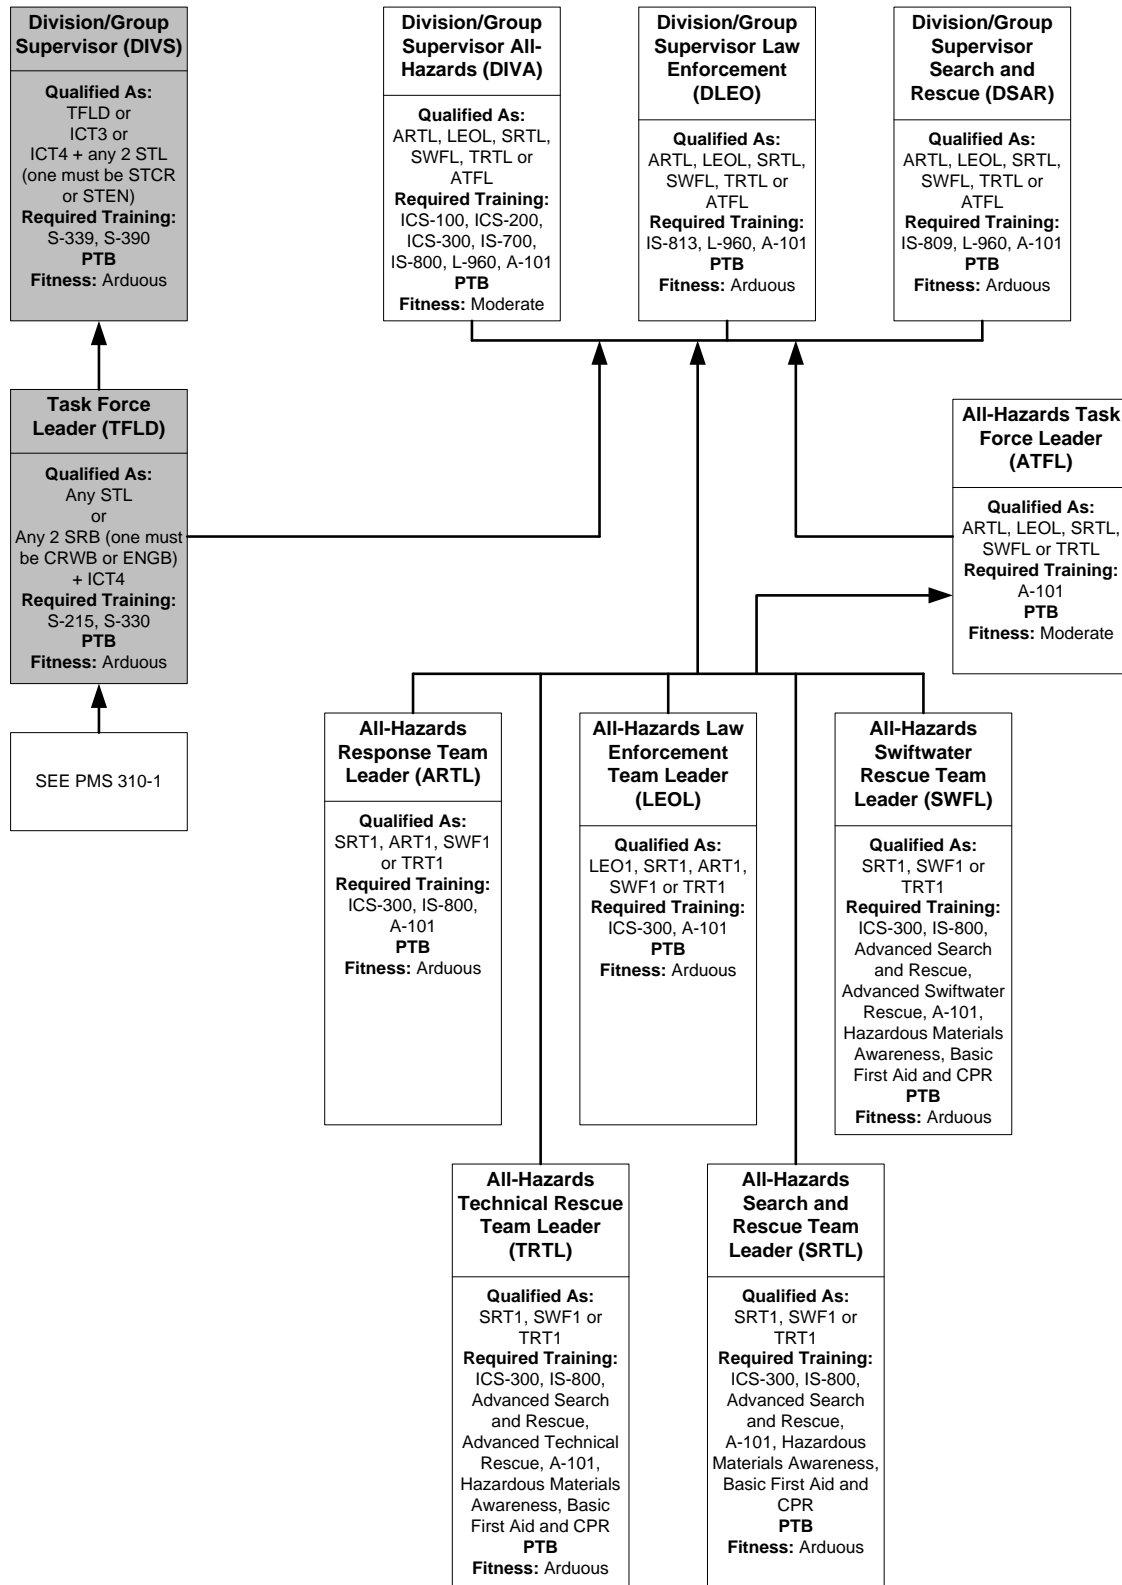 Division/Group
Supervisor (DIVS)
Qualified As:
TFLD or
ICT3 or
ICT4 + any 2 STL
(one must be STCR
or STEN)
Required Training:
S-339, S-390
PTB
Fitness: Arduous
Division/Group
Supervisor All-
Hazards (DIVA)
Qualified As:
ARTL, LEOL, SRTL,
SWFL, TRTL or
ATFL
Required Training:
ICS-100, ICS-200,
ICS-300, IS-700,
IS-800, L-960, A-101
PTB
Fitness: Moderate
Division/Group
Supervisor Law
Enforcement
(DLEO)
Qualified As:
ARTL, LEOL, SRTL,
SWFL, TRTL or
ATFL
Required Training:
IS-813, L-960, A-101
PTB
Fitness: Arduous
Division/Group
Supervisor
Search and
Rescue (DSAR)
Qualified As:
ARTL, LEOL, SRTL,
SWFL, TRTL or
ATFL
Required Training:
IS-809, L-960, A-101
PTB
Fitness: Arduous
Task Force
Leader (TFLD)
Qualified As:
Any STL
or
Any 2 SRB (one must
be CRWB or ENGB)
+ ICT4
Required Training:
S-215, S-330
PTB
Fitness: Arduous
All-Hazards Task
Force Leader
(ATFL)
Qualified As:
ARTL, LEOL, SRTL,
SWFL or TRTL
Required Training:
A-101
PTB
Fitness: Moderate
SEE PMS 310-1
All-Hazards
Response Team
Leader (ARTL)
Qualified As:
SRT1, ART1, SWF1
or TRT1
Required Training:
ICS-300, IS-800,
A-101
PTB
Fitness: Arduous
All-Hazards Law
Enforcement
Team Leader
(LEOL)
Qualified As:
LEO1, SRT1, ART1,
SWF1 or TRT1
Required Training:
ICS-300, A-101
PTB
Fitness: Arduous
All-Hazards
Swiftwater
Rescue Team
Leader (SWFL)
Qualified As:
SRT1, SWF1 or
TRT1
Required Training:
ICS-300, IS-800,
Advanced Search
and Rescue,
Advanced Swiftwater
Rescue, A-101,
Hazardous Materials
Awareness, Basic
First Aid and CPR
PTB
Fitness: Arduous
All-Hazards
Technical Rescue
Team Leader
(TRTL)
Qualified As:
SRT1, SWF1 or
TRT1
Required Training:
ICS-300, IS-800,
Advanced Search
and Rescue,
Advanced Technical
Rescue, A-101,
Hazardous Materials
Awareness, Basic
First Aid and CPR
PTB
Fitness: Arduous
All-Hazards
Search and
Rescue Team
Leader (SRTL)
Qualified As:
SRT1, SWF1 or
TRT1
Required Training:
ICS-300, IS-800,
Advanced Search
and Rescue,
A-101, Hazardous
Materials Awareness,
Basic First Aid and
CPR
PTB
Fitness: Arduous